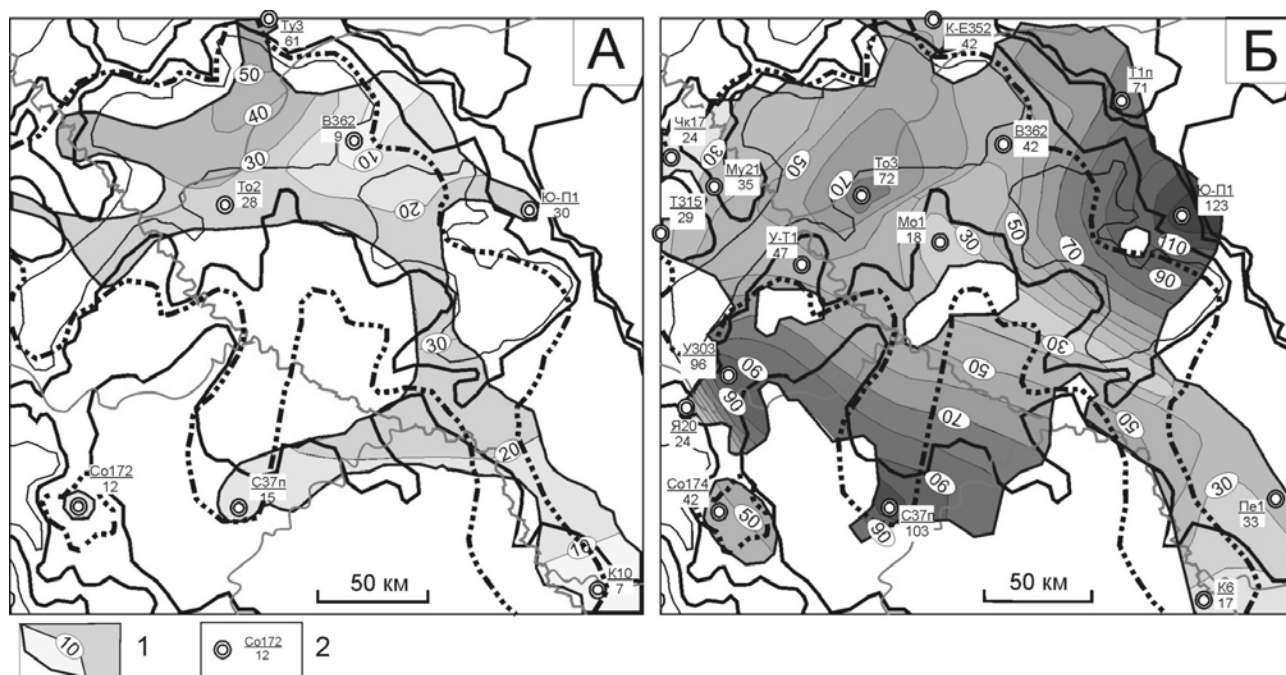 А
Ту3
61
50
40
В362
9
10
30
То2
28
20
Ю-П1
30
30
20
Со172
12
С37п
15
10
К10
7
50 км
Б
К-Е352
42
Т1п
71
Чк17
24
30
Му21
35
50
В362
42
70
То3
72
Т315
29
Ю-П1
123
У-Т1
47
Мо1
18
30
50
70
110
90
У303
96
90
90
50
30
Я20
24
70
50
Со174
42
50
90
С37п
103
90
30
Пе1
33
К6
17
50 км
10
1
Со172
12
2